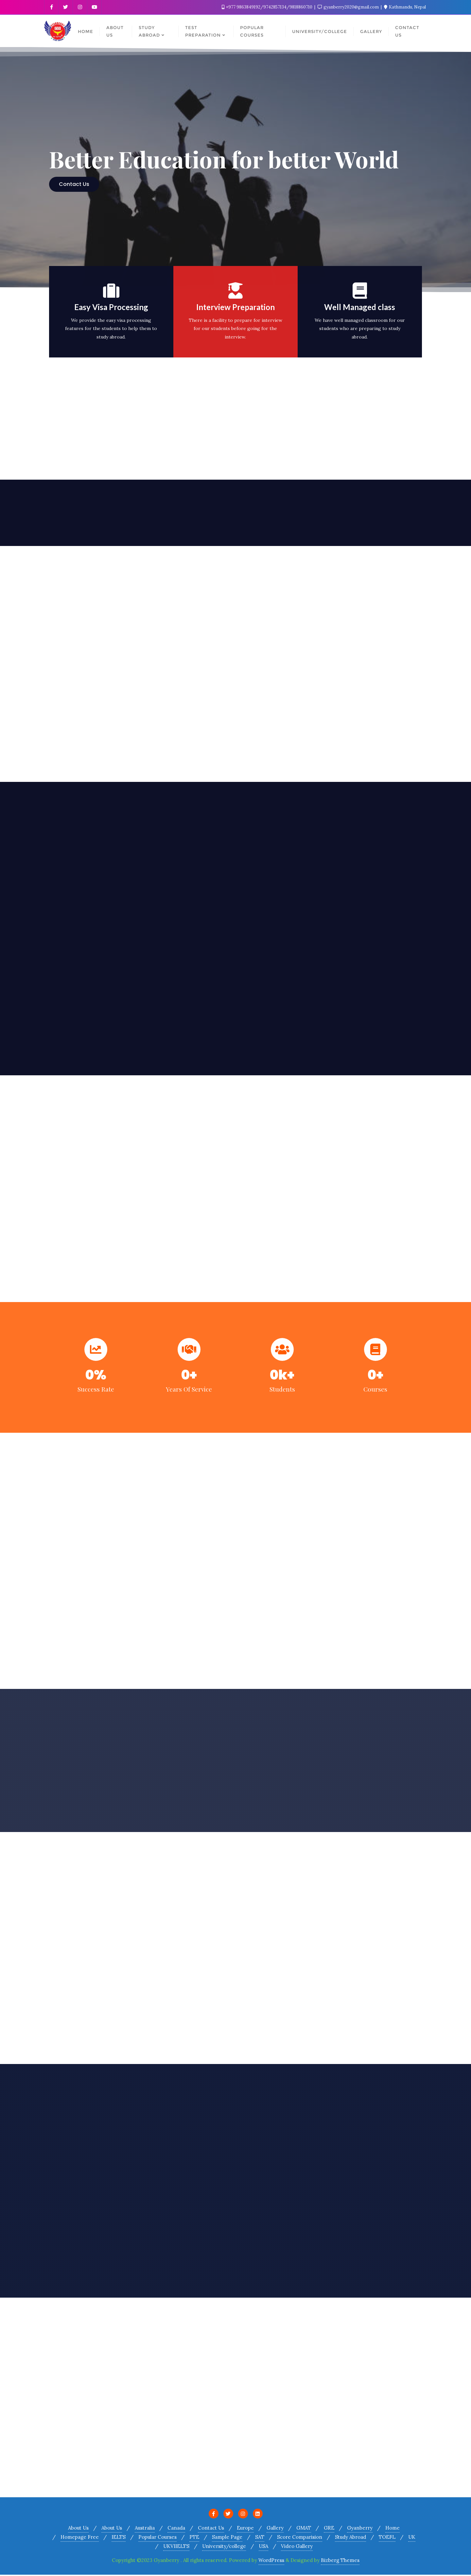 +977 9863849192,/9742857134/9818840710 | gyanberry2020@gmail.com | Kathmandu, Nepal
HOME
ABOUT US
STUDY ABROAD
TEST PREPARATION
POPULAR COURSES
UNIVERSITY/COLLEGE
GALLERY
CONTACT US
Better Education for better World
Contact Us
Easy Visa Processing
We provide the easy visa processing
features for the students to help them to
study abroad.
Interview Preparation
There is a facility to prepare for interview
for our students before going for the
interview.
Well Managed class
We have well managed classroom for our
students who are preparing to study
abroad.
0%
Success Rate
0+
Years Of Service
0k+
Students
0+
Courses
About Us / About Us / Australia / Canada / Contact Us / Europe / Gallery / GMAT / GRE / Gyanberry / Home
/ Homepage Free / IELTS / Popular Courses / PTE / Sample Page / SAT / Score Comparision / Study Abroad / TOEFL / UK
/ UKVIIELTS / University/college / USA / Video Gallery
Copyright ©2023 Gyanberry . All rights reserved. Powered by WordPress & Designed by Bizberg Themes